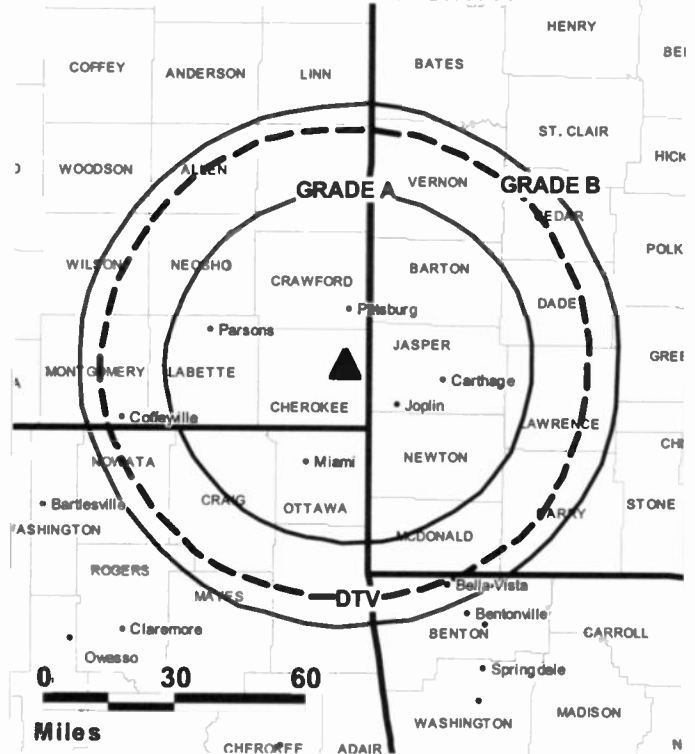 HENRY
COFFEY
ANDERSON
LINN
BATES
ST. CLAIR
WOODSON
ALLEN
VERNON
GRADE A
GRADE B
CEDAR
WILSON
NEOSHO
CRAWFORD
BARTON
POLK
Pittsburg
DADE
Parsons
JASPER
MONTGOMERY
LABETTE
Carthage
CHEROKEE
Joplin
Coffeyville
LAWRENCE
NOWATA
Miami
NEWTON
Bartlesville
CRAIG
OTTAWA
STONE
WASHINGTON
ARRY
MCDONALD
ROGERS
MAYES
DTV
Bella Vista
Bentonville
Claremore
BENTON
CARROLL
Owasso
Springdale
0 30 60
Miles
WASHINGTON
MADISON
CHEROKEE
ADAIR